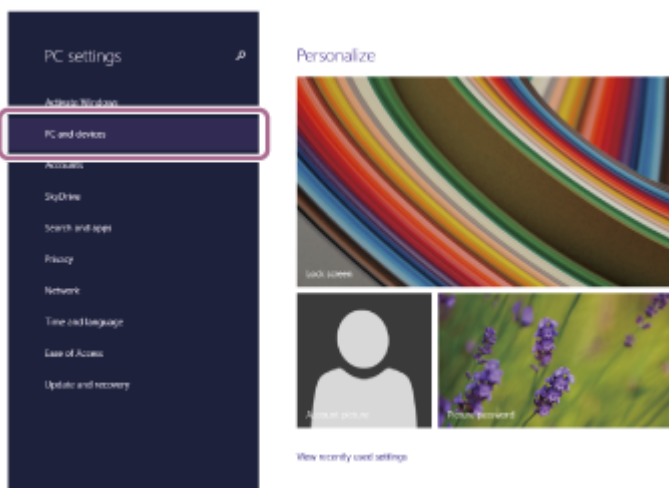 PC settings
Activate Windows
PC and devices
Accounts
SkyDrive
Search and apps
Privacy
Network
Time and language
Ease of Access
Update and recovery
Personalize
Lock screen
Account picture
Picture password
View recently used settings